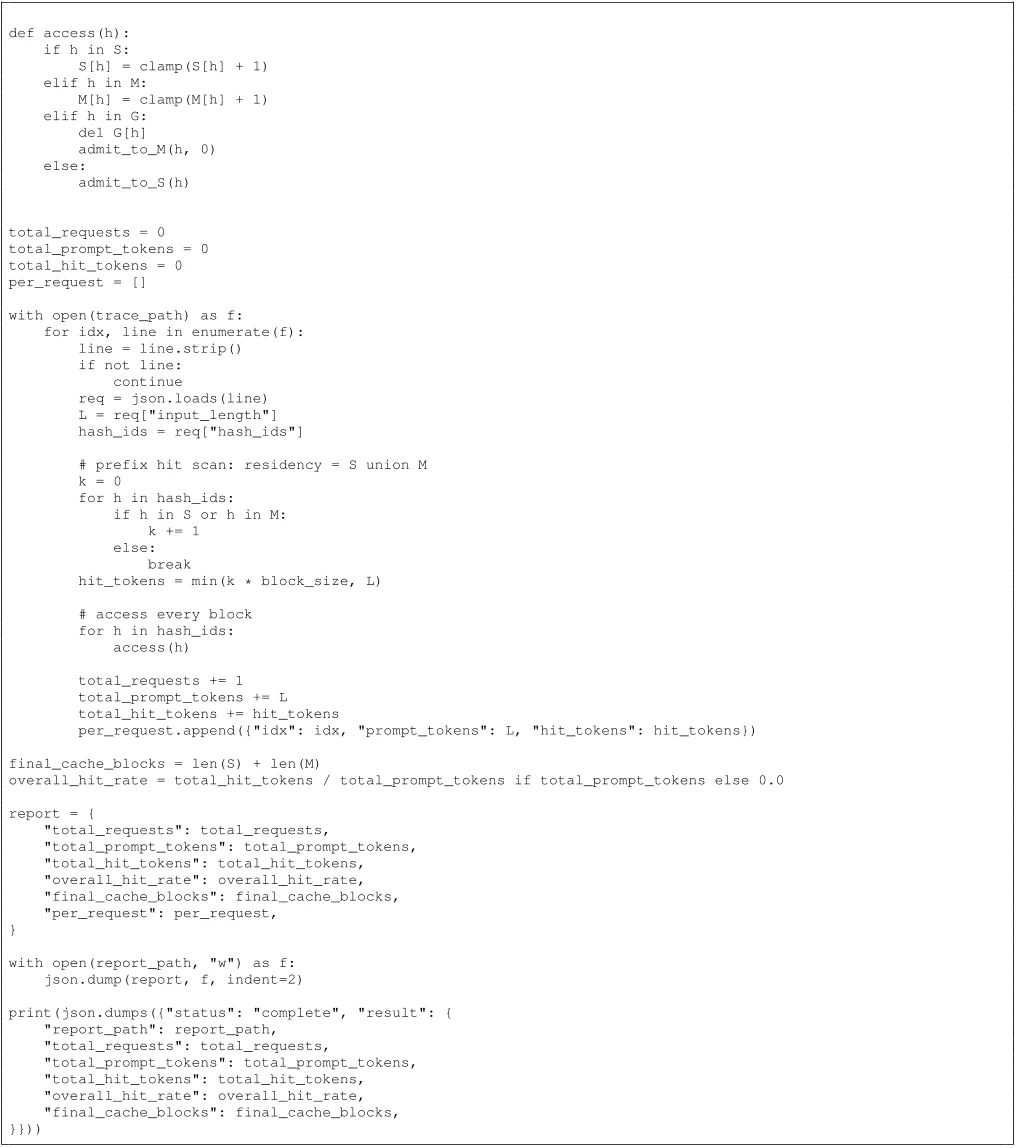 def access(h):
    if h in S:
        S[h] = clamp(S[h] + 1)
    elif h in M:
        M[h] = clamp(M[h] + 1)
    elif h in G:
        del G[h]
        admit_to_M(h, 0)
    else:
        admit_to_S(h)


total_requests = 0
total_prompt_tokens = 0
total_hit_tokens = 0
per_request = []

with open(trace_path) as f:
    for idx, line in enumerate(f):
        line = line.strip()
        if not line:
            continue
        req = json.loads(line)
        L = req["input_length"]
        hash_ids = req["hash_ids"]

        # prefix hit scan: residency = S union M
        k = 0
        for h in hash_ids:
            if h in S or h in M:
                k += 1
            else:
                break
        hit_tokens = min(k * block_size, L)

        # access every block
        for h in hash_ids:
            access(h)

        total_requests += 1
        total_prompt_tokens += L
        total_hit_tokens += hit_tokens
        per_request.append({"idx": idx, "prompt_tokens": L, "hit_tokens": hit_tokens})

final_cache_blocks = len(S) + len(M)
overall_hit_rate = total_hit_tokens / total_prompt_tokens if total_prompt_tokens else 0.0

report = {
    "total_requests": total_requests,
    "total_prompt_tokens": total_prompt_tokens,
    "total_hit_tokens": total_hit_tokens,
    "overall_hit_rate": overall_hit_rate,
    "final_cache_blocks": final_cache_blocks,
    "per_request": per_request,
}

with open(report_path, "w") as f:
    json.dump(report, f, indent=2)

print(json.dumps({"status": "complete", "result": {
    "report_path": report_path,
    "total_requests": total_requests,
    "total_prompt_tokens": total_prompt_tokens,
    "total_hit_tokens": total_hit_tokens,
    "overall_hit_rate": overall_hit_rate,
    "final_cache_blocks": final_cache_blocks,
}}))